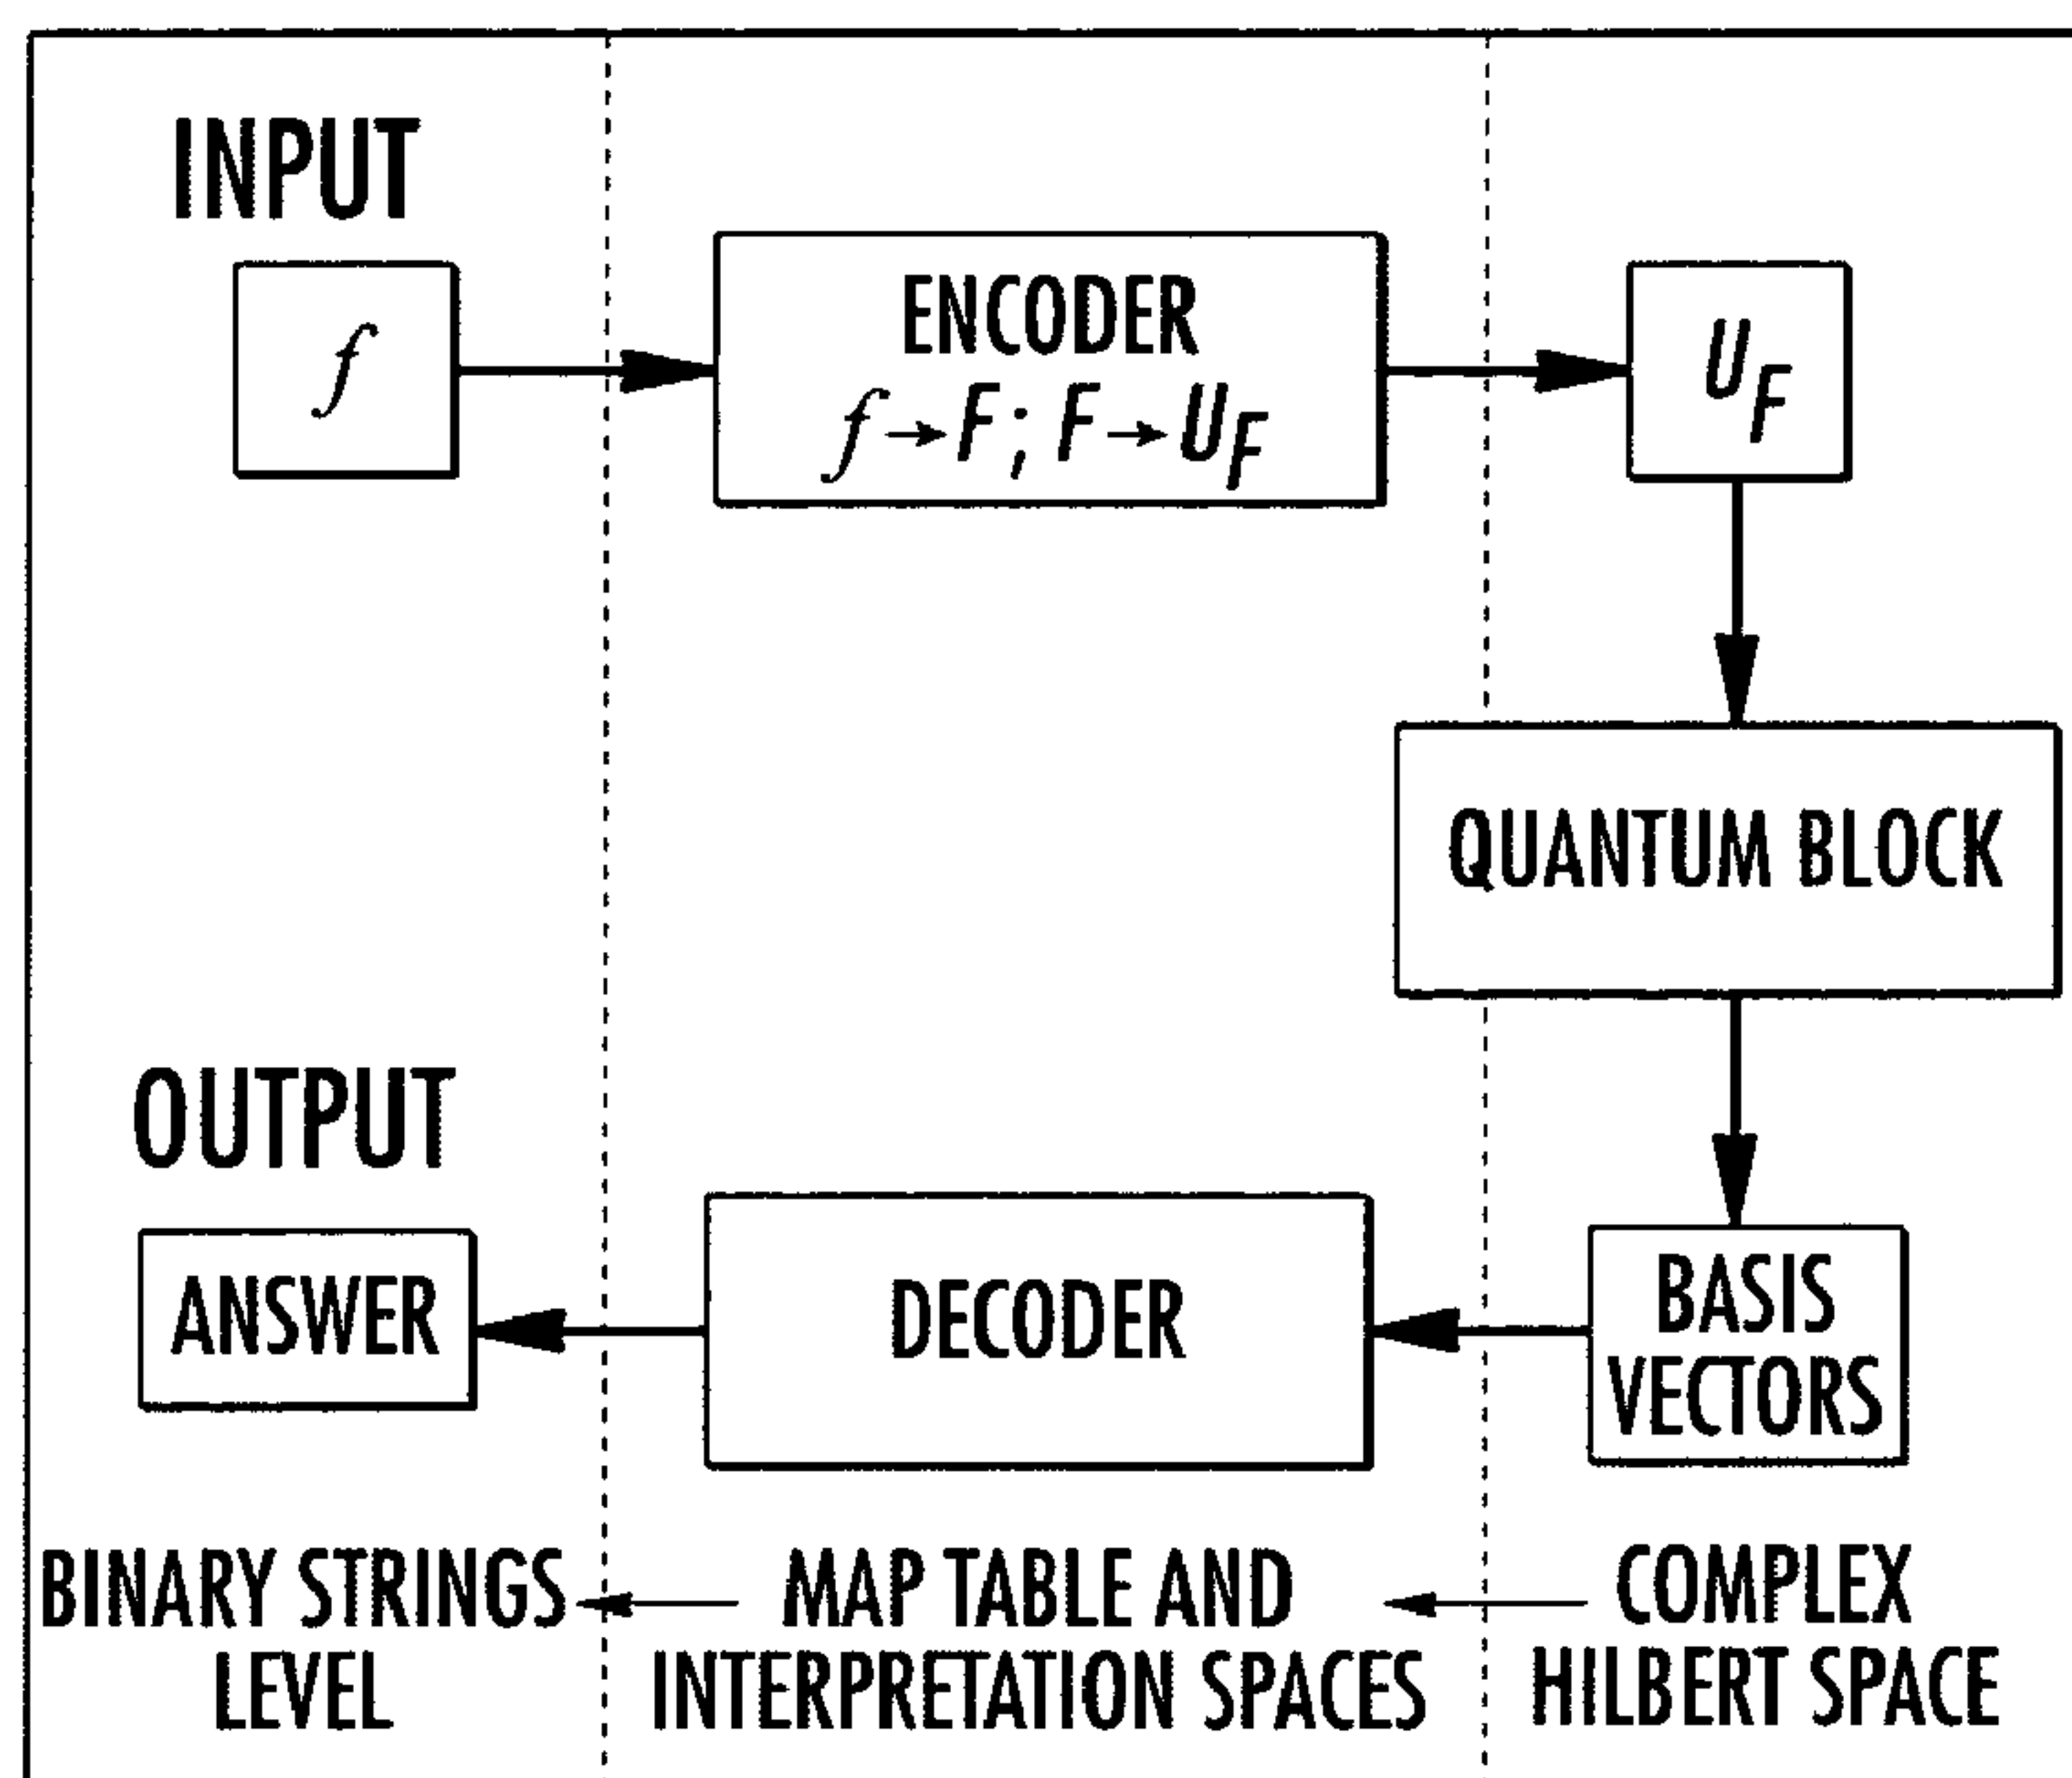 INPUT
f
ENCODER
f→F; F→U_F
U_F
QUANTUM BLOCK
OUTPUT
ANSWER
DECODER
BASIS
VECTORS
BINARY STRINGS
LEVEL
MAP TABLE AND
INTERPRETATION SPACES
COMPLEX
HILBERT SPACE